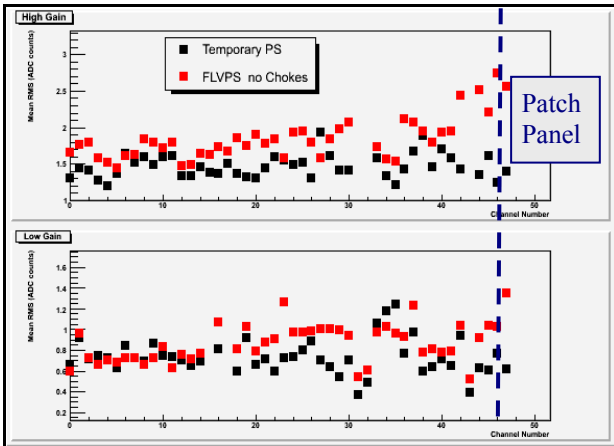 High Gain
Mean RMS (ADC counts)
3
2.5
2
1.5
1
0 10 20 30 40 50
Channel Number
Temporary PS
FLVPS no Chokes
Patch
Panel
Low Gain
Mean RMS (ADC counts)
1.6
1.4
1.2
1
0.8
0.6
0.4
0.2
0 10 20 30 40 50
Channel Number